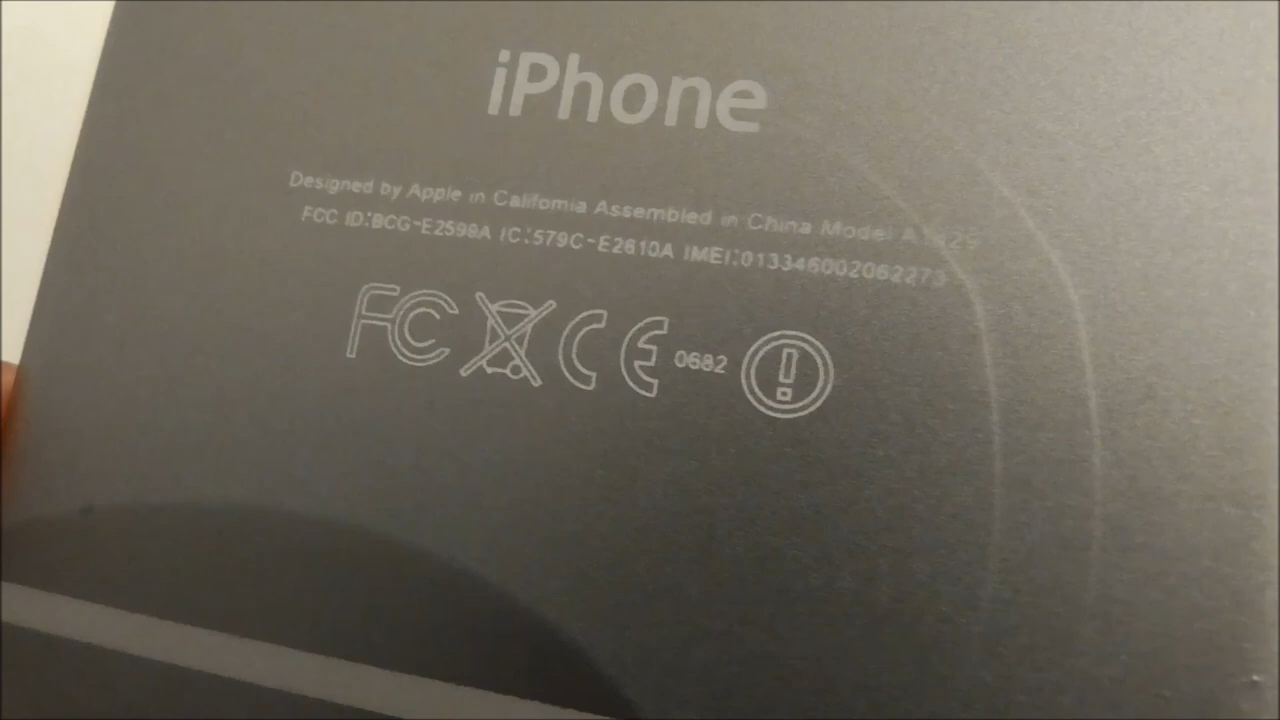 iPhone
Designed by Apple in California Assembled in China Model
FCC ID:BCG-E2599A IC:579C-E2610A IMEI:013346002062273
FC CE 0682 !